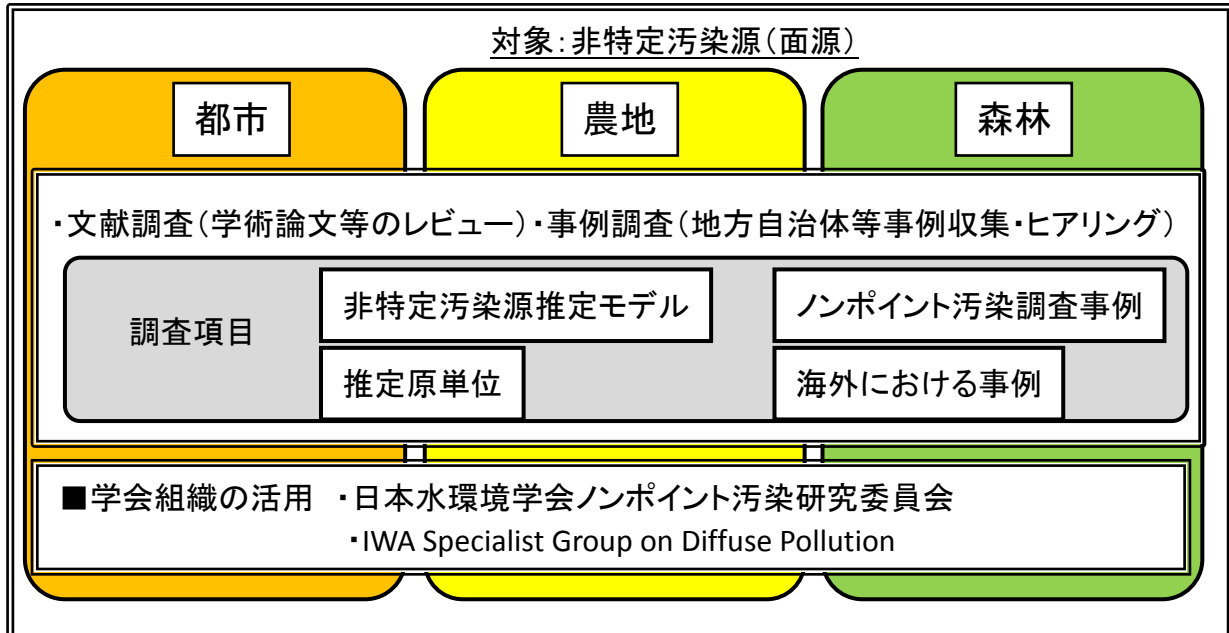 対象:非特定汚染源(面源)
都市
農地
森林
・文献調査(学術論文等のレビュー)・事例調査(地方自治体等事例収集・ヒアリング)
調査項目
非特定汚染源推定モデル
ノンポイント汚染調査事例
推定原単位
海外における事例
■学会組織の活用 ・日本水環境学会ノンポイント汚染研究委員会
・IWA Specialist Group on Diffuse Pollution